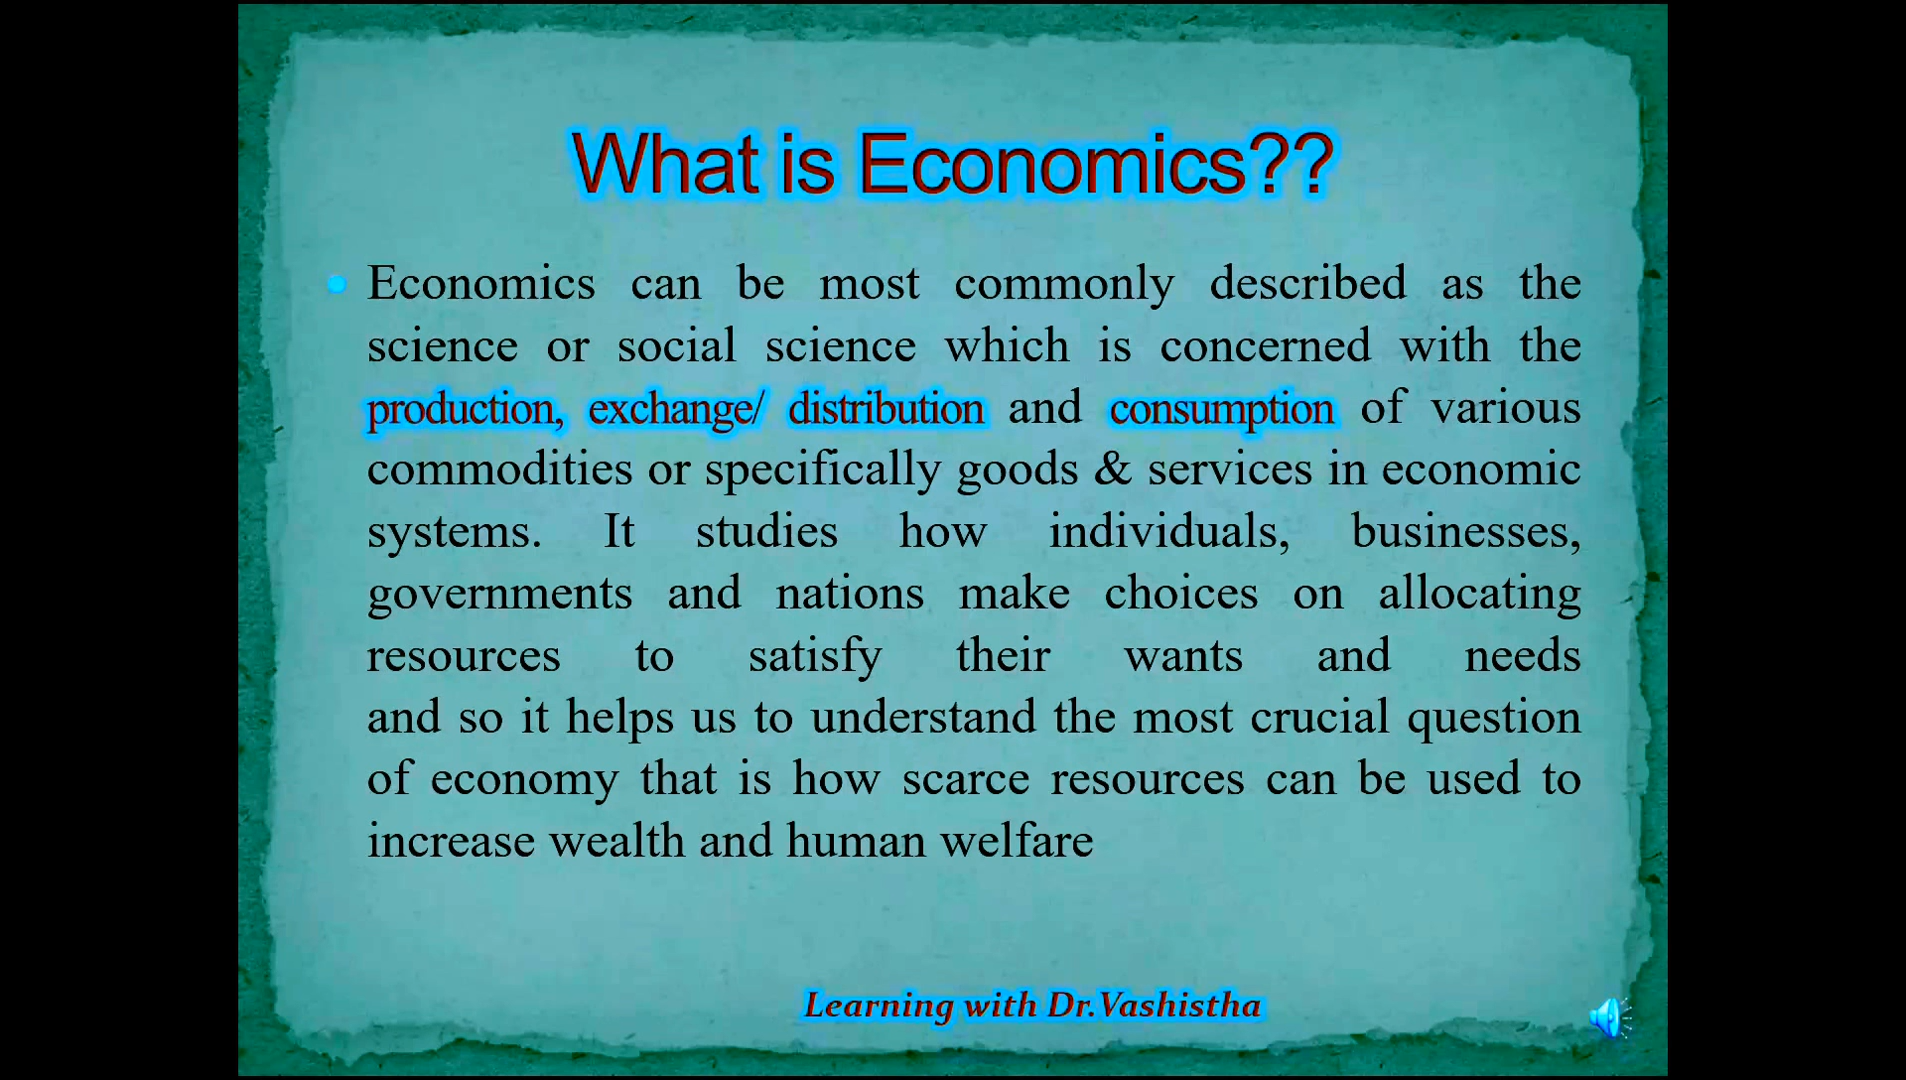 What is Economics??
Economics can be most commonly described as the
science or social science which is concerned with the
production, exchange/ distribution and consumption of various
commodities or specifically goods & services in economic
systems. It studies how individuals, businesses,
governments and nations make choices on allocating
resources to satisfy their wants and needs
and so it helps us to understand the most crucial question
of economy that is how scarce resources can be used to
increase wealth and human welfare
Learning with Dr.Vashistha